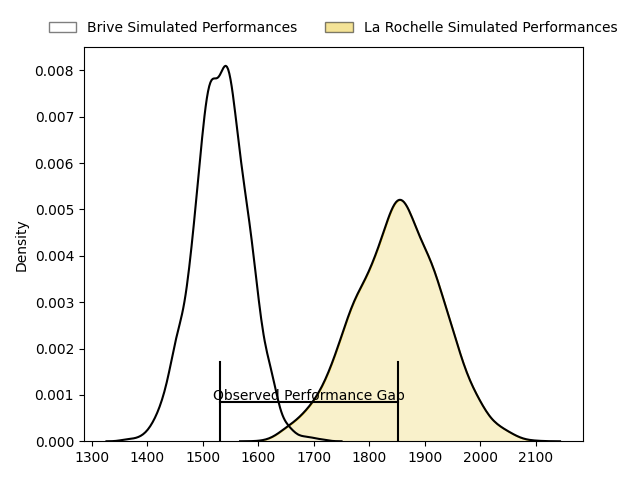 Brive Simulated Performances La Rochelle Simulated Performances
0.008
0.007
0.006
0.005
0.004
0.003
0.002
0.001
0.000
Density
Observed Performance Gap
1300 1400 1500 1600 1700 1800 1900 2000 2100